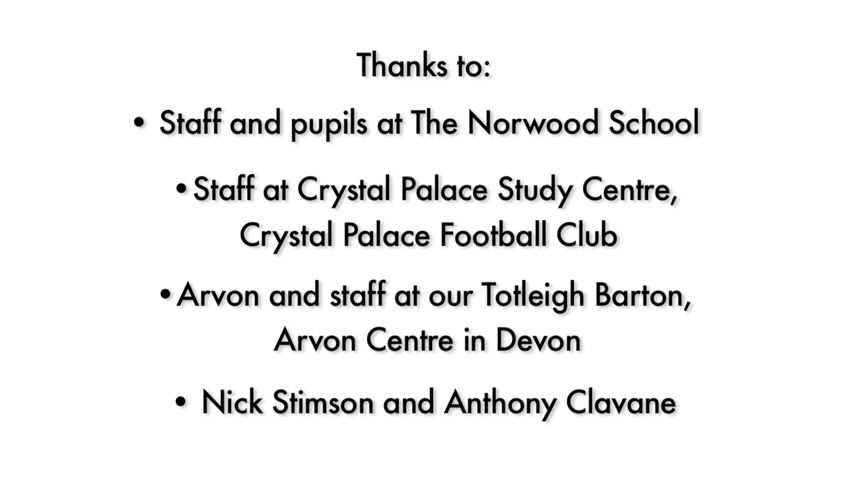 Thanks to:
• Staff and pupils at The Norwood School
•Staff at Crystal Palace Study Centre,
Crystal Palace Football Club
•Arvon and staff at our Totleigh Barton,
Arvon Centre in Devon
• Nick Stimson and Anthony Clavane